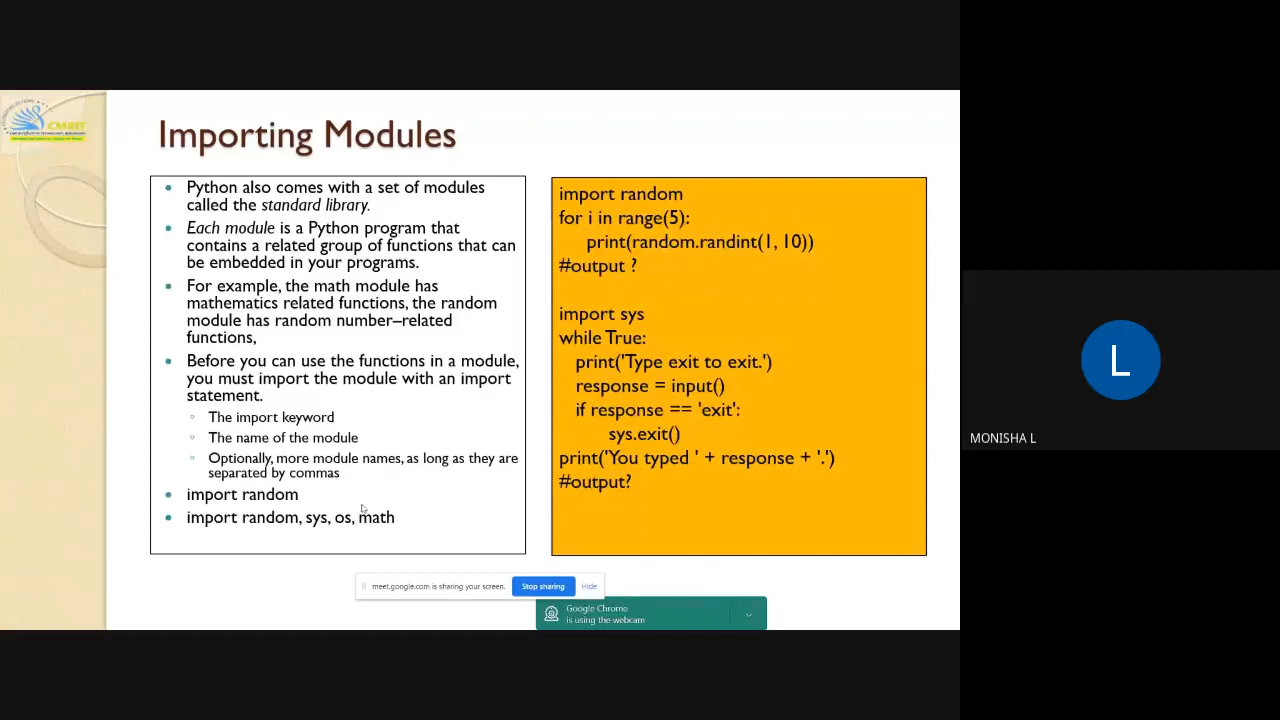 CMRIT
Importing Modules
• Python also comes with a set of modules
called the standard library.
• Each module is a Python program that
contains a related group of functions that can
be embedded in your programs.
• For example, the math module has
mathematics related functions, the random
module has random number–related
functions,
• Before you can use the functions in a module,
you must import the module with an import
statement.
◦ The import keyword
◦ The name of the module
◦ Optionally, more module names, as long as they are
separated by commas
• import random
• import random, sys, os, math
import random
for i in range(5):
print(random.randint(1, 10))
#output ?
import sys
while True:
print('Type exit to exit.')
response = input()
if response == 'exit':
sys.exit()
print('You typed ' + response + '.')
#output?
meet.google.com is sharing your screen. Stop sharing Hide
Google Chrome
is using the webcam
L
MONISHA L